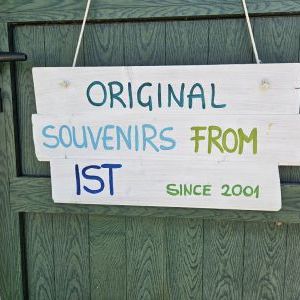 ORIGINAL
SOUVENIRS FROM
IST
SINCE 2001